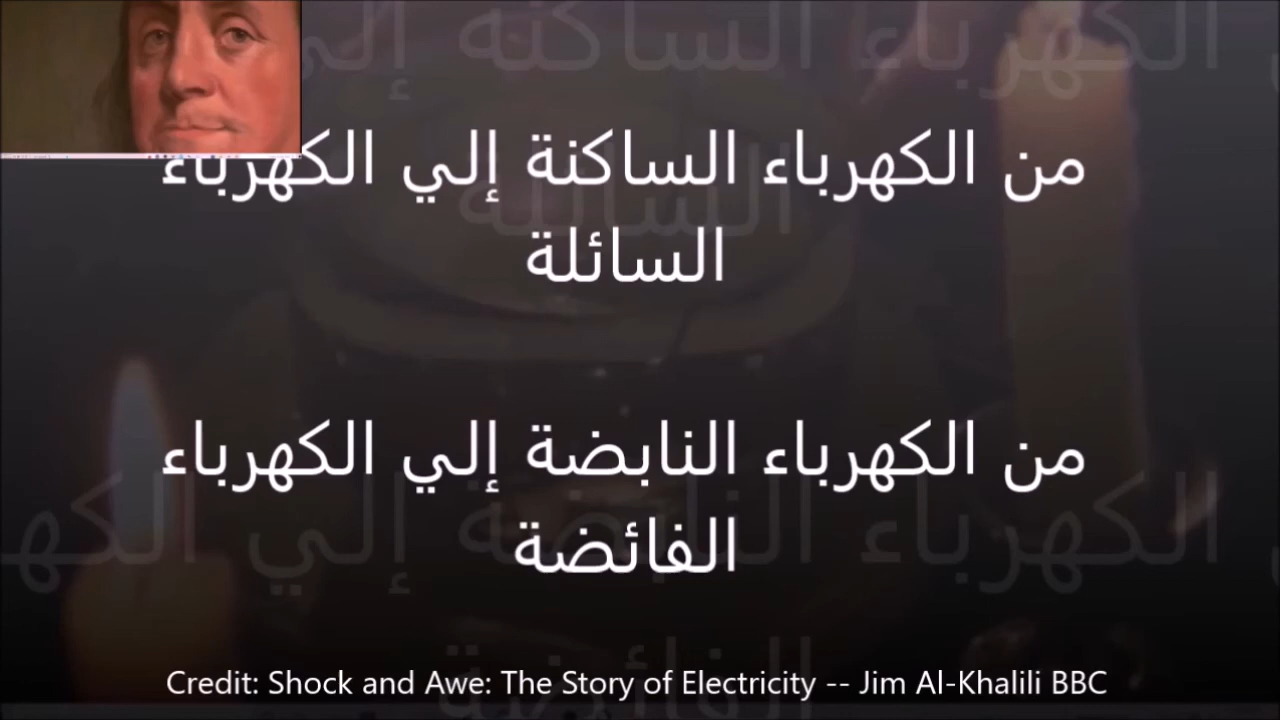 من الكهرباء الساكنة إلي الكهرباء
السائلة
من الكهرباء النابضة إلي الكهرباء
الفائضة
Credit: Shock and Awe: The Story of Electricity -- Jim Al-Khalili BBC